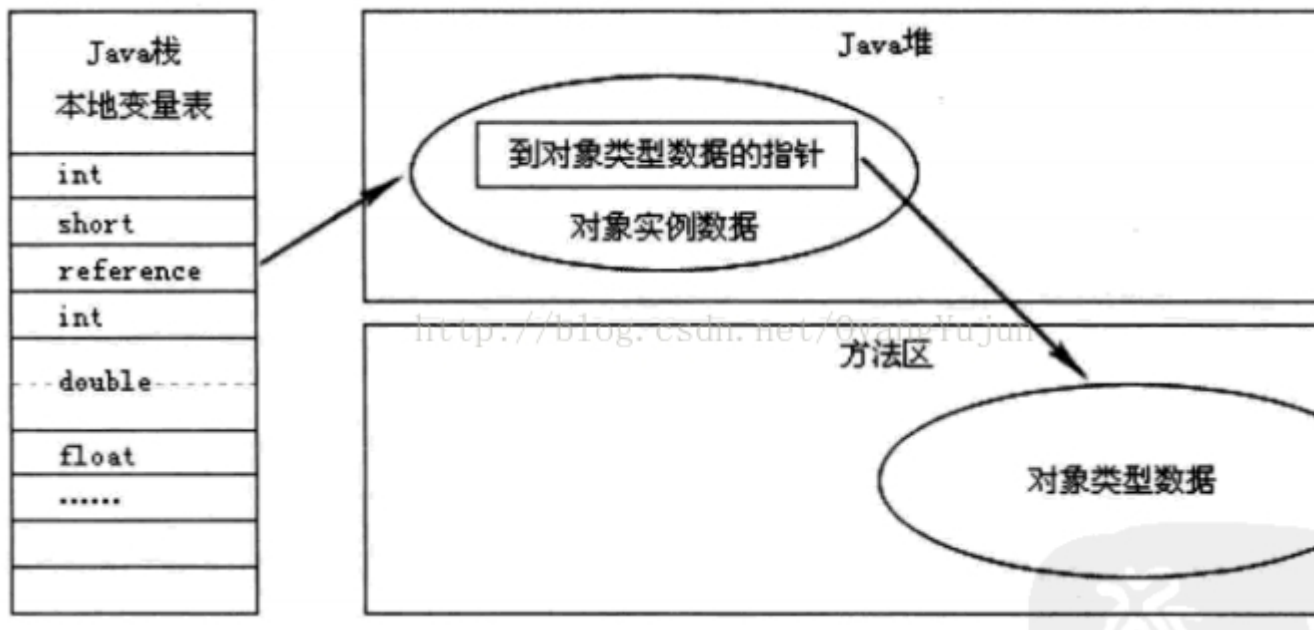 Java栈
本地变量表
int
short
reference
int
double
float
......
Java堆
到对象类型数据的指针
对象实例数据
http://blog.csdn.net/OyangYujun
方法区
对象类型数据